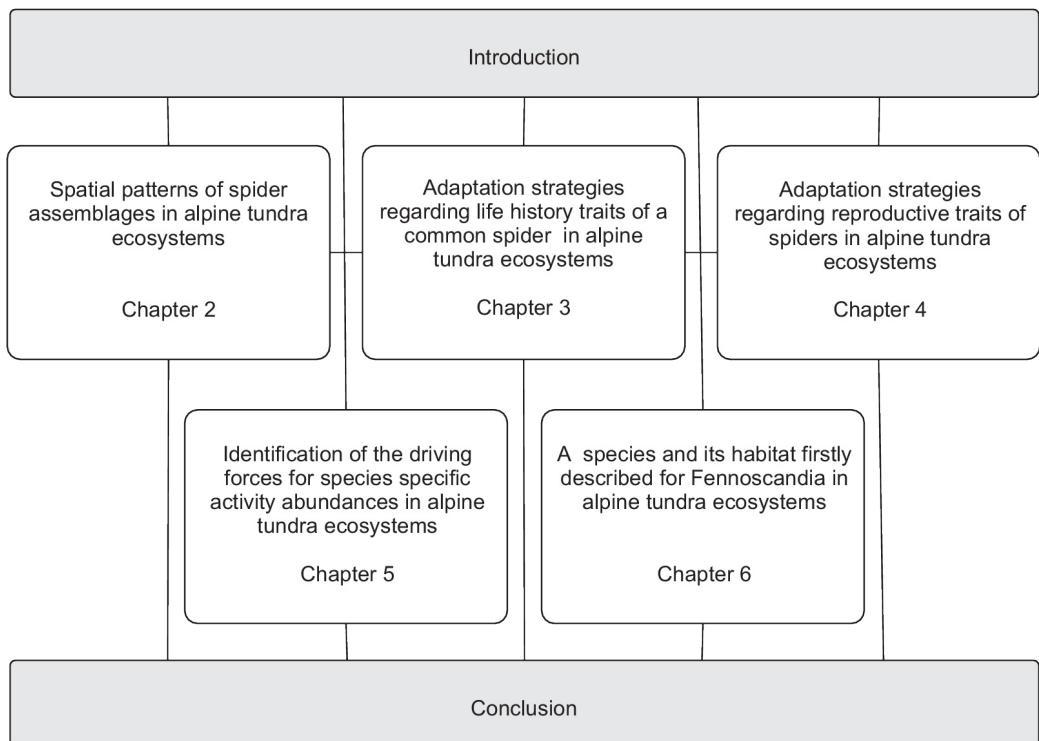 Introduction
Spatial patterns of spider
assemblages in alpine tundra
ecosystems
Chapter 2
Adaptation strategies
regarding life history traits of a
common spider  in alpine
tundra ecosystems
Chapter 3
Adaptation strategies
regarding reproductive traits of
spiders in alpine tundra
ecosystems
Chapter 4
Identification of the driving
forces for species specific
activity abundances in alpine
tundra ecosystems
Chapter 5
A  species and its habitat firstly
described for Fennoscandia in
alpine tundra ecosystems
Chapter 6
Conclusion